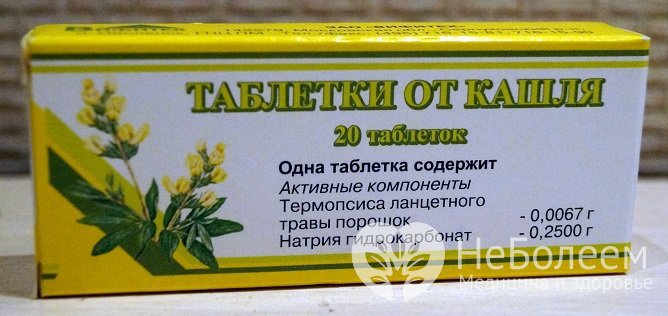 ТАБЛЕТКИ ОТ КАШЛЯ
20 таблеток
Одна таблетка содержит
Активные компоненты
Термопсиса ланцетного
травы порошок - 0,0067 г
Натрия гидрокарбонат - 0,2500 г
НеБолеем
Медицина и здоровье